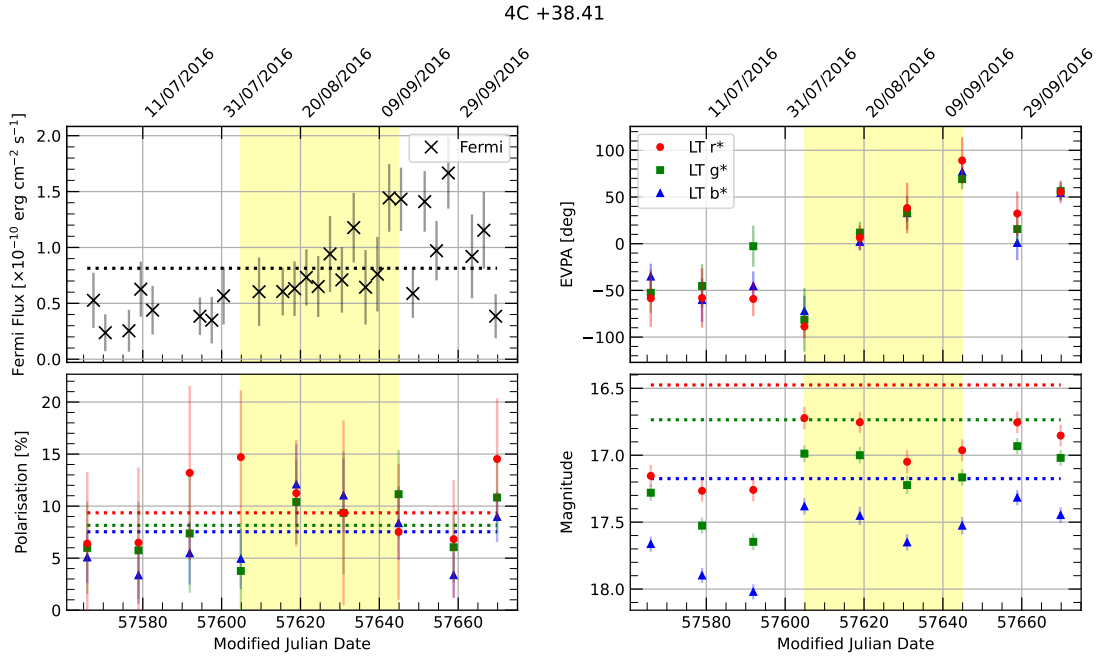 4C +38.41
11/07/2016 31/07/2016 20/08/2016 09/09/2016 29/09/2016
11/07/2016 31/07/2016 20/08/2016 09/09/2016 29/09/2016
Fermi Flux [×10⁻¹⁰ erg cm⁻² s⁻¹]
2.0
1.5
1.0
0.5
0.0
Fermi
EVPA [deg]
100
50
0
−50
−100
LT r*
LT g*
LT b*
Polarisation [%]
20
15
10
5
0
57580 57600 57620 57640 57660
Modified Julian Date
Magnitude
16.5
17.0
17.5
18.0
57580 57600 57620 57640 57660
Modified Julian Date